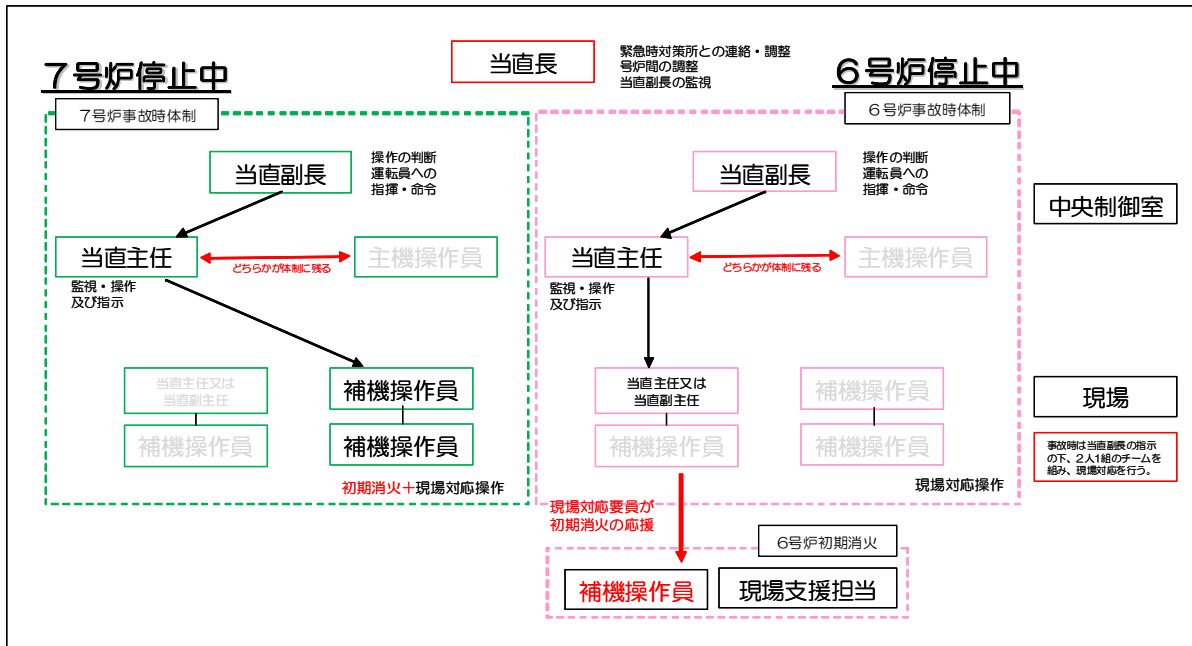 当直長
緊急時対策所との連絡・調整
号炉間の調整
当直副長の監視
7号炉停止中
6号炉停止中
7号炉事故時体制
当直副長
操作の判断
運転員への
指揮・命令
当直主任
どちらかが体制に残る
主機操作員
監視・操作
及び指示
当直主任又は
当直副主任
補機操作員
補機操作員
補機操作員
初期消火+現場対応操作
6号炉事故時体制
当直副長
操作の判断
運転員への
指揮・命令
当直主任
どちらかが体制に残る
主機操作員
監視・操作
及び指示
当直主任又は
当直副主任
補機操作員
補機操作員
補機操作員
現場対応操作
現場対応要員が
初期消火の応援
6号炉初期消火
補機操作員
現場支援担当
中央制御室
現場
事故時は当直副長の指示
の下、2人1組のチームを
組み、現場対応を行う。